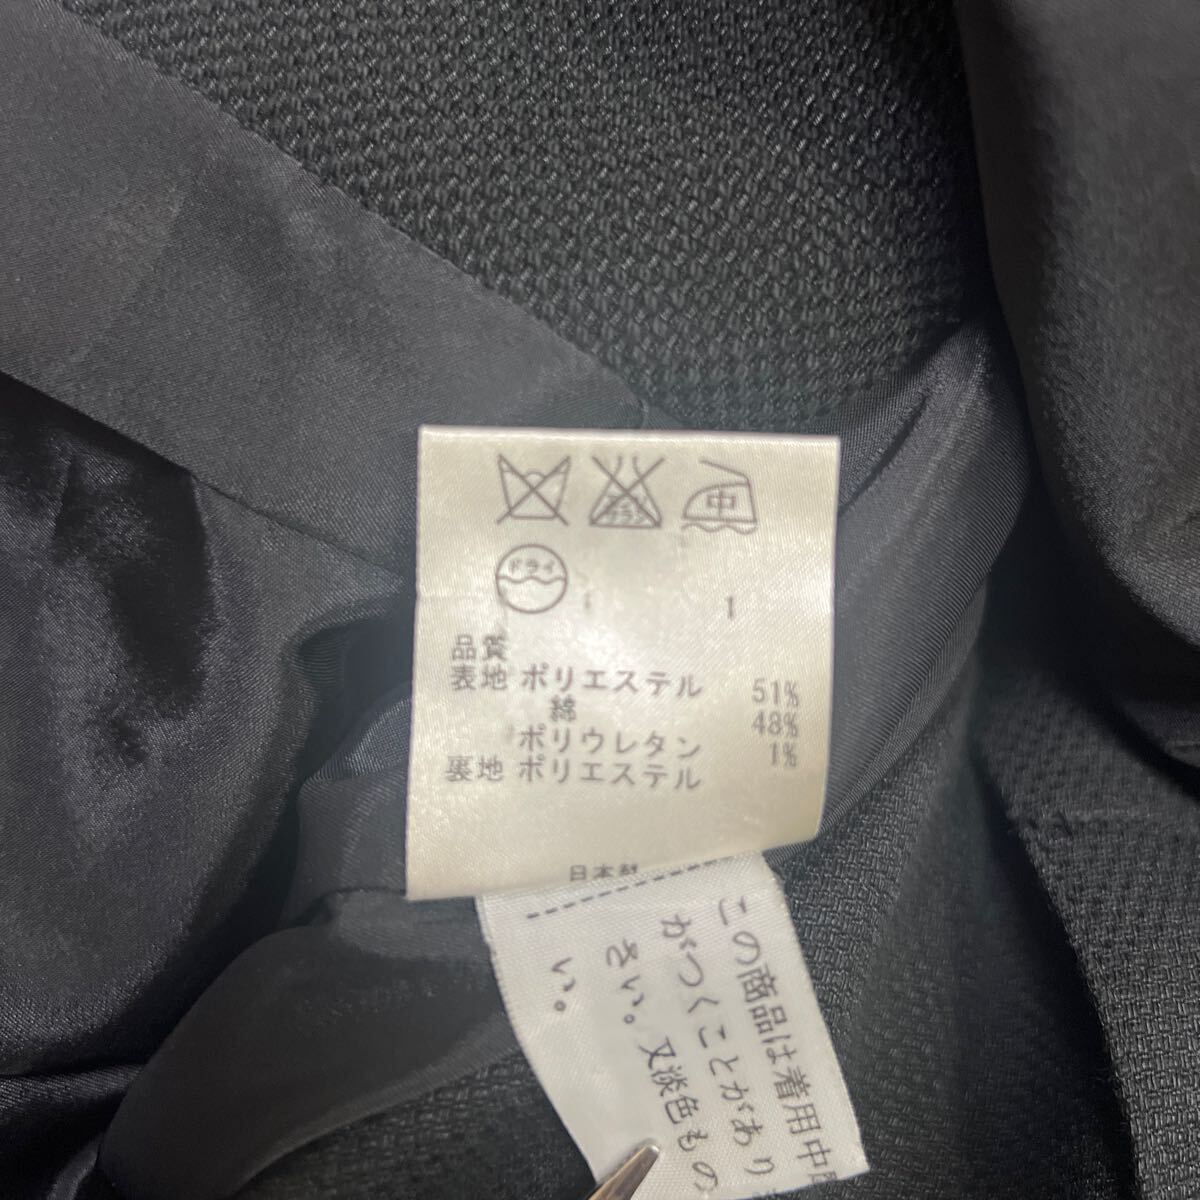 中
ドライ
1
品質
表地 ポリエステル 51%
綿 48%
ポリウレタン 1%
裏地 ポリエステル
日本製
この商品は着用中
がつくことがあり
さい。又淡色もの
い。